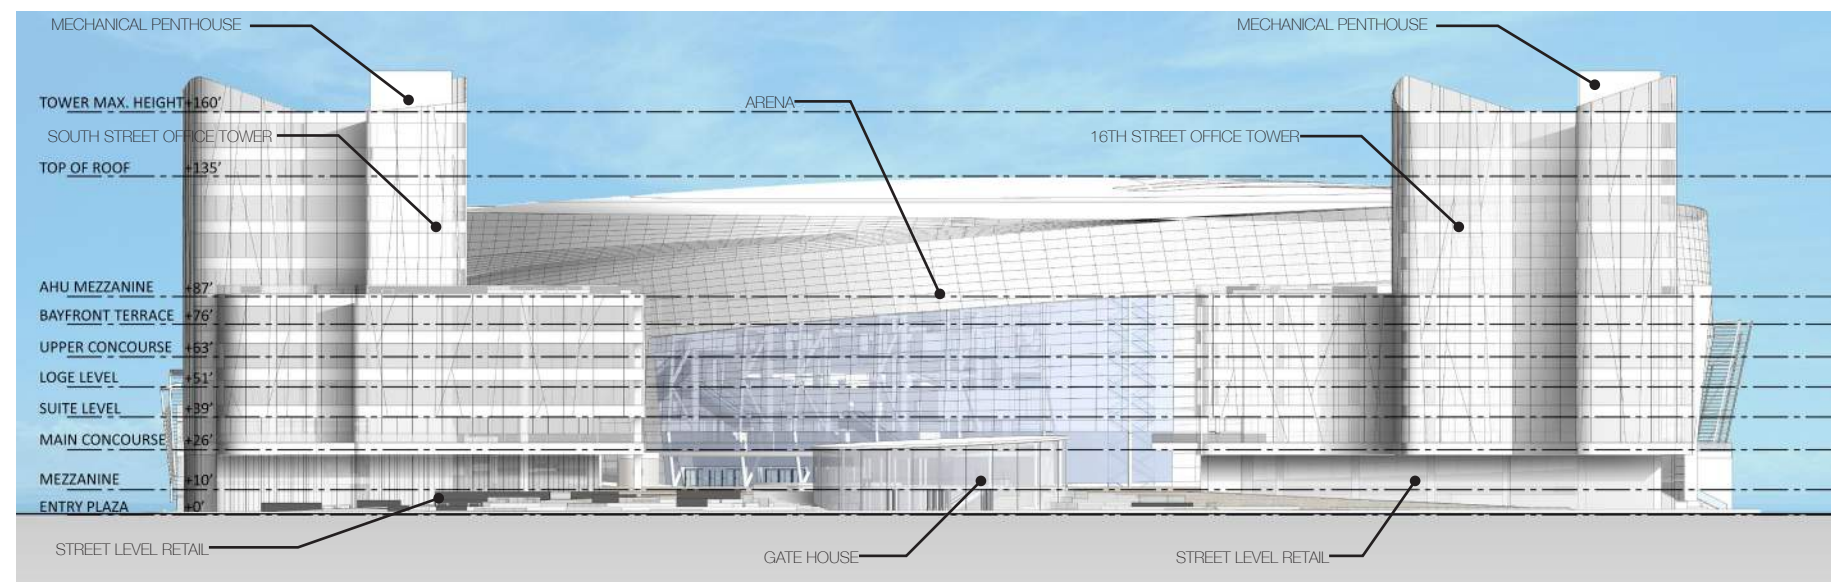 MECHANICAL PENTHOUSE
MECHANICAL PENTHOUSE
TOWER MAX. HEIGHT +160'
ARENA
SOUTH STREET OFFICE TOWER
16TH STREET OFFICE TOWER
TOP OF ROOF +135'
AHU MEZZANINE +87'
BAYFRONT TERRACE +76'
UPPER CONCOURSE +63'
LOGE LEVEL +51'
SUITE LEVEL +39'
MAIN CONCOURSE +26'
MEZZANINE +10'
ENTRY PLAZA +0'
STREET LEVEL RETAIL
GATE HOUSE
STREET LEVEL RETAIL